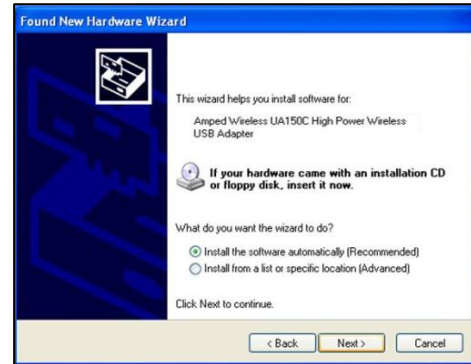 Found New Hardware Wizard
This wizard helps you install software for:
Amped Wireless UA150C High Power Wireless
USB Adapter
If your hardware came with an installation CD
or floppy disk, insert it now.
What do you want the wizard to do?
Install the software automatically (Recommended)
Install from a list or specific location (Advanced)
Click Next to continue.
< Back Next > Cancel